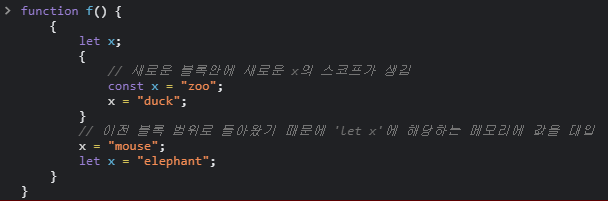 > function f() {
{
let x;
{
// 새로운 블록안에 새로운 x의 스코프가 생김
const x = "zoo";
x = "duck";
}
// 이전 블록 범위로 돌아왔기 때문에 'let x'에 해당하는 메모리에 값을 대입
x = "mouse";
let x = "elephant";
}
}